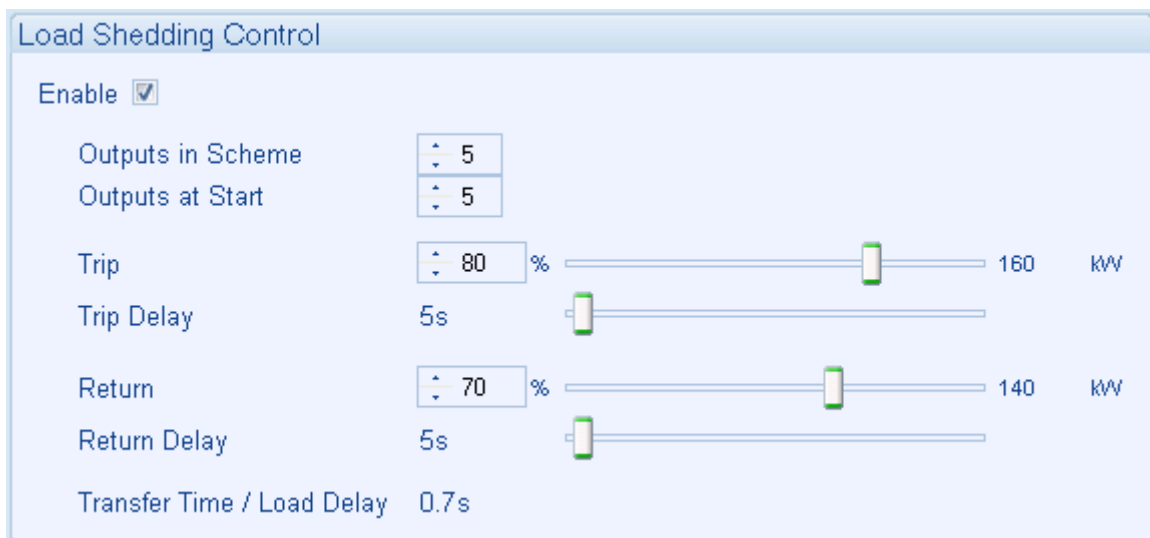 Load Shedding Control
Enable
Outputs in Scheme 5
Outputs at Start 5
Trip 80 % 160 kW
Trip Delay 5s
Return 70 % 140 kW
Return Delay 5s
Transfer Time / Load Delay 0.7s